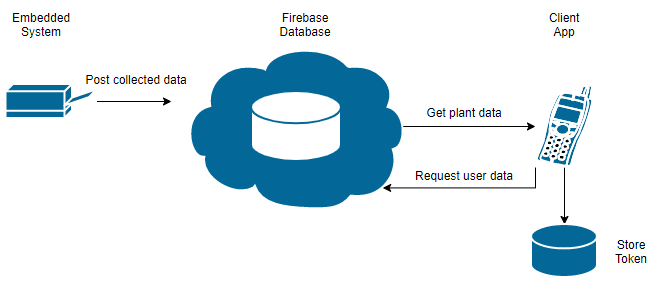 Embedded
System
Firebase
Database
Client
App
Post collected data
Get plant data
Request user data
Store
Token